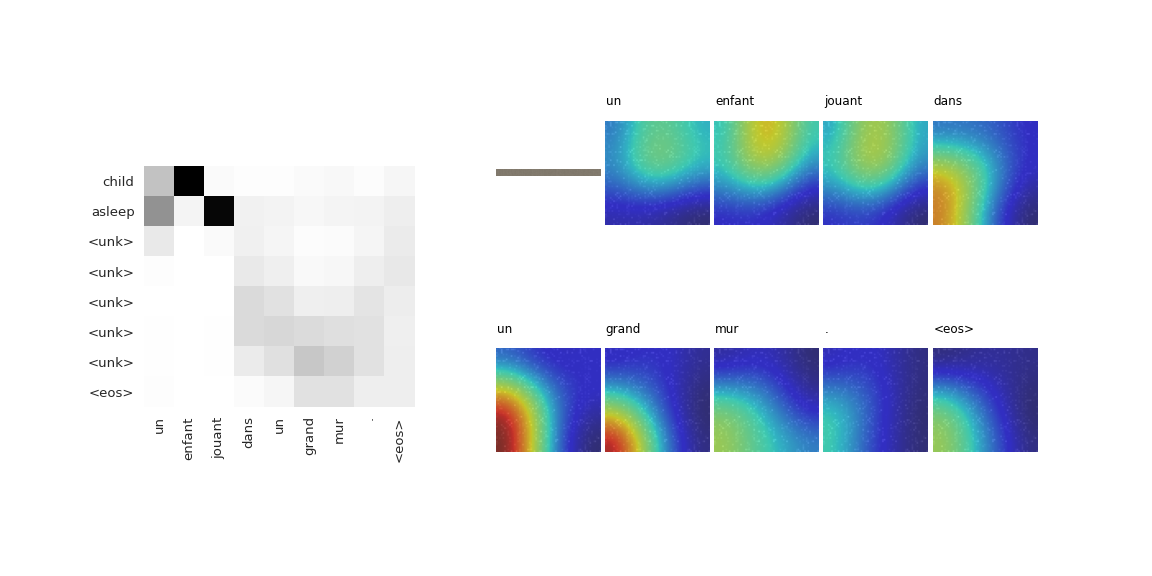 child
asleep
<unk>
<unk>
<unk>
<unk>
<unk>
<eos>
un enfant jouant dans un grand mur . <eos>
un enfant jouant dans
un grand mur . <eos>